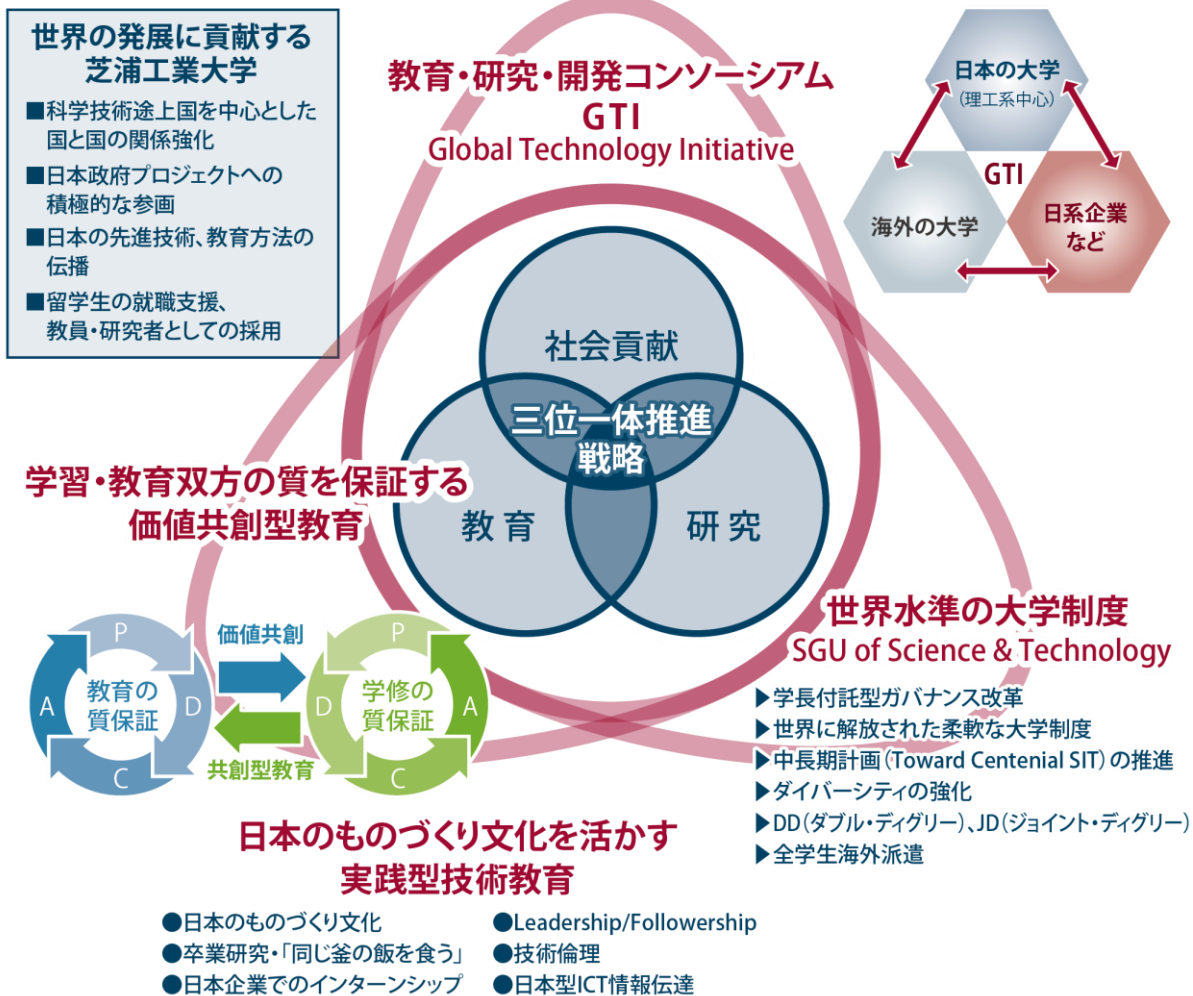 世界の発展に貢献する
芝浦工業大学
■科学技術途上国を中心とした
国と国の関係強化
■日本政府プロジェクトへの
積極的な参画
■日本の先進技術、教育方法の
伝播
■留学生の就職支援、
教員・研究者としての採用
教育・研究・開発コンソーシアム
GTI
Global Technology Initiative
日本の大学
(理工系中心)
GTI
海外の大学
日系企業
など
社会貢献
三位一体推進
戦略
教育
研究
学習・教育双方の質を保証する
価値共創型教育
P
D
C
A
教育の
質保証
価値共創
共創型教育
P
D
C
A
学修の
質保証
世界水準の大学制度
SGU of Science & Technology
▶学長付託型ガバナンス改革
▶世界に解放された柔軟な大学制度
▶中長期計画(Toward Centenial SIT)の推進
▶ダイバーシティの強化
▶DD(ダブル・ディグリー)、JD(ジョイント・ディグリー)
▶全学生海外派遣
日本のものづくり文化を活かす
実践型技術教育
●日本のものづくり文化
●卒業研究・「同じ釜の飯を食う」
●日本企業でのインターンシップ
●Leadership/Followership
●技術倫理
●日本型ICT情報伝達